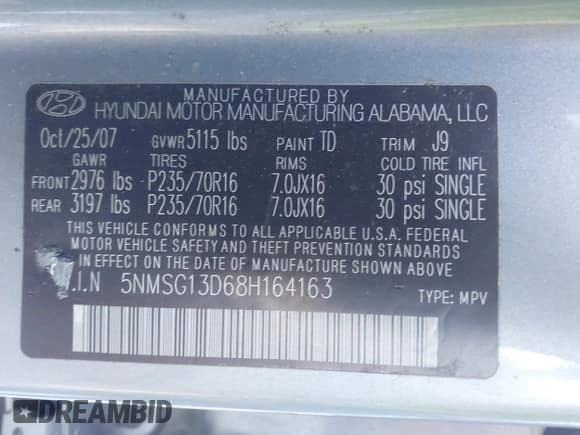 MANUFACTURED BY
HYUNDAI MOTOR MANUFACTURING ALABAMA, LLC
Oct/25/07 GVWR 5115 lbs PAINT TD TRIM J9
GAWR TIRES RIMS COLD TIRE INFL
FRONT 2976 lbs P235/70R16 7.0JX16 30 psi SINGLE
REAR 3197 lbs P235/70R16 7.0JX16 30 psi SINGLE
THIS VEHICLE CONFORMS TO ALL APPLICABLE U.S.A. FEDERAL
MOTOR VEHICLE SAFETY AND THEFT PREVENTION STANDARDS
IN EFFECT ON THE DATE OF MANUFACTURE SHOWN ABOVE.
.I.N 5NMSG13D68H164163 TYPE: MPV
DREAMBID